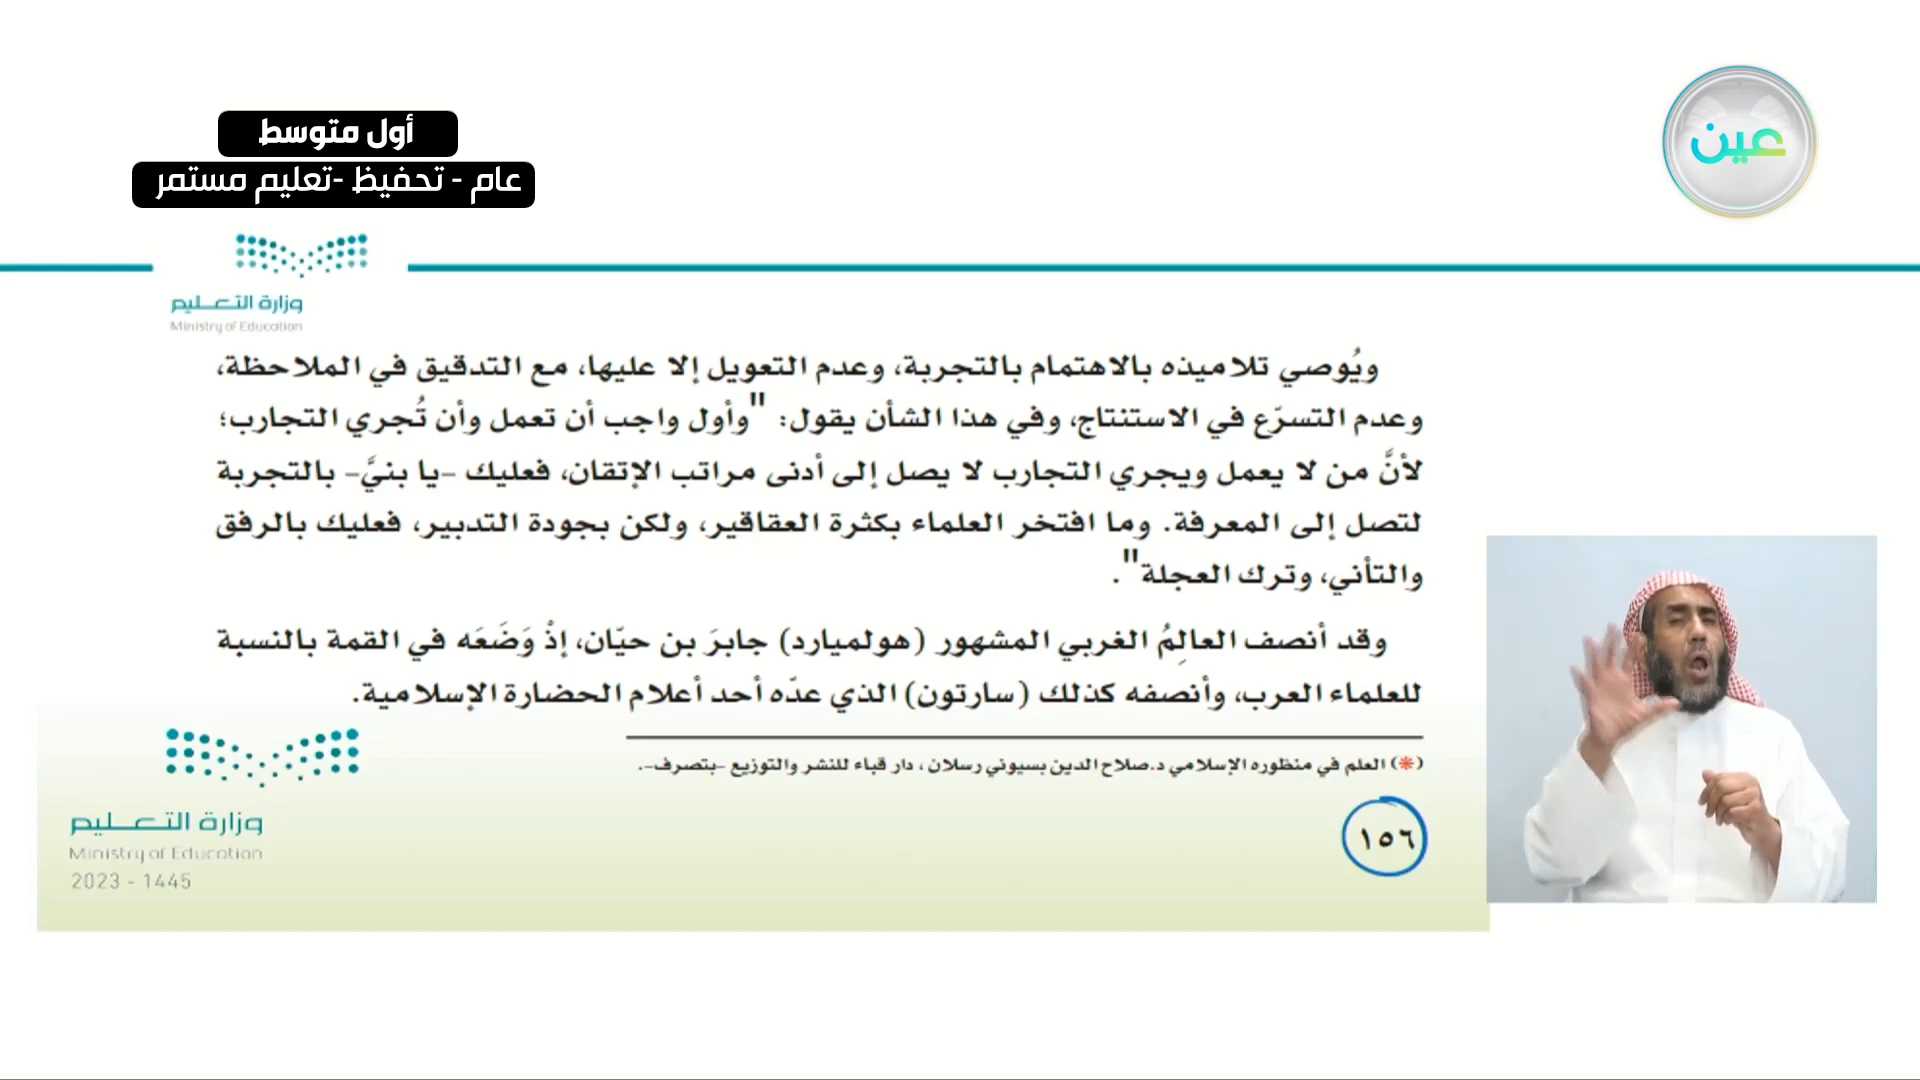 أول متوسط
عام - تحفيظ -تعليم مستمر
عين
وزارة التعليم
Ministry of Education
ويُوصي تلاميذه بالاهتمام بالتجربة، وعدم التعويل إلا عليها، مع التدقيق في الملاحظة،
وعدم التسرّع في الاستنتاج، وفي هذا الشأن يقول: "وأول واجب أن تعمل وأن تُجري التجارب؛
لأنَّ من لا يعمل ويجري التجارب لا يصل إلى أدنى مراتب الإتقان، فعليك -يا بنيَّ- بالتجربة
لتصل إلى المعرفة. وما افتخر العلماء بكثرة العقاقير، ولكن بجودة التدبير، فعليك بالرفق
والتأني، وترك العجلة".
وقد أنصف العالِمُ الغربي المشهور (هولميارد) جابرَ بن حيّان، إذْ وَضَعَه في القمة بالنسبة
للعلماء العرب، وأنصفه كذلك (سارتون) الذي عدّه أحد أعلام الحضارة الإسلامية.
(*) العلم في منظوره الإسلامي د.صلاح الدين بسيوني رسلان ، دار قباء للنشر والتوزيع -بتصرف-.
١٥٦
وزارة التعليم
Ministry of Education
2023 - 1445